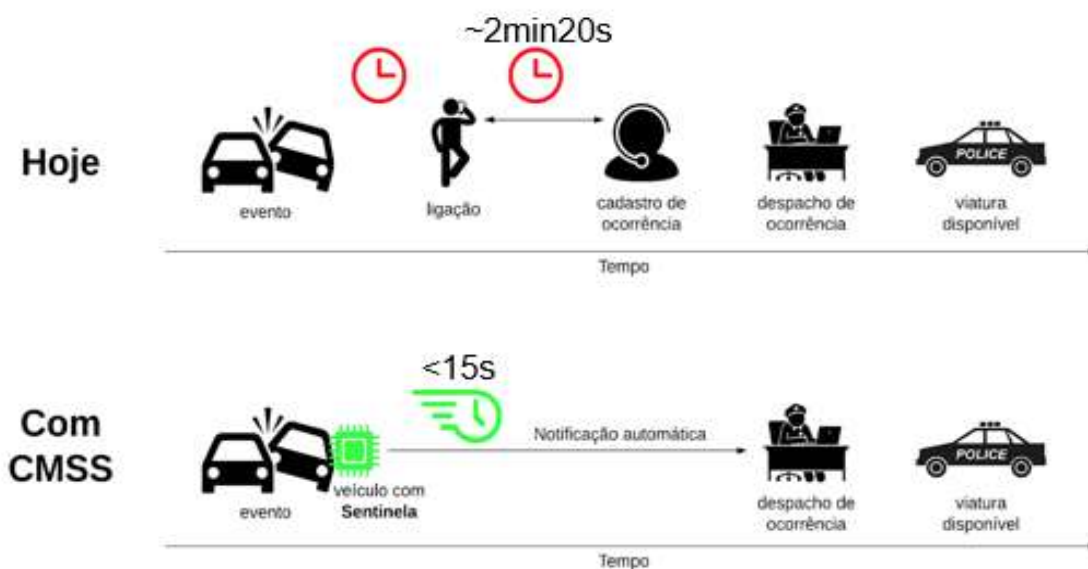 ~2min20s
Hoje
evento
ligação
cadastro de
ocorrência
despacho de
ocorrência
POLICE
viatura
disponível
Tempo
<15s
Com
CMSS
Notificação automática
evento
veículo com
Sentinela
despacho de
ocorrência
POLICE
viatura
disponível
Tempo